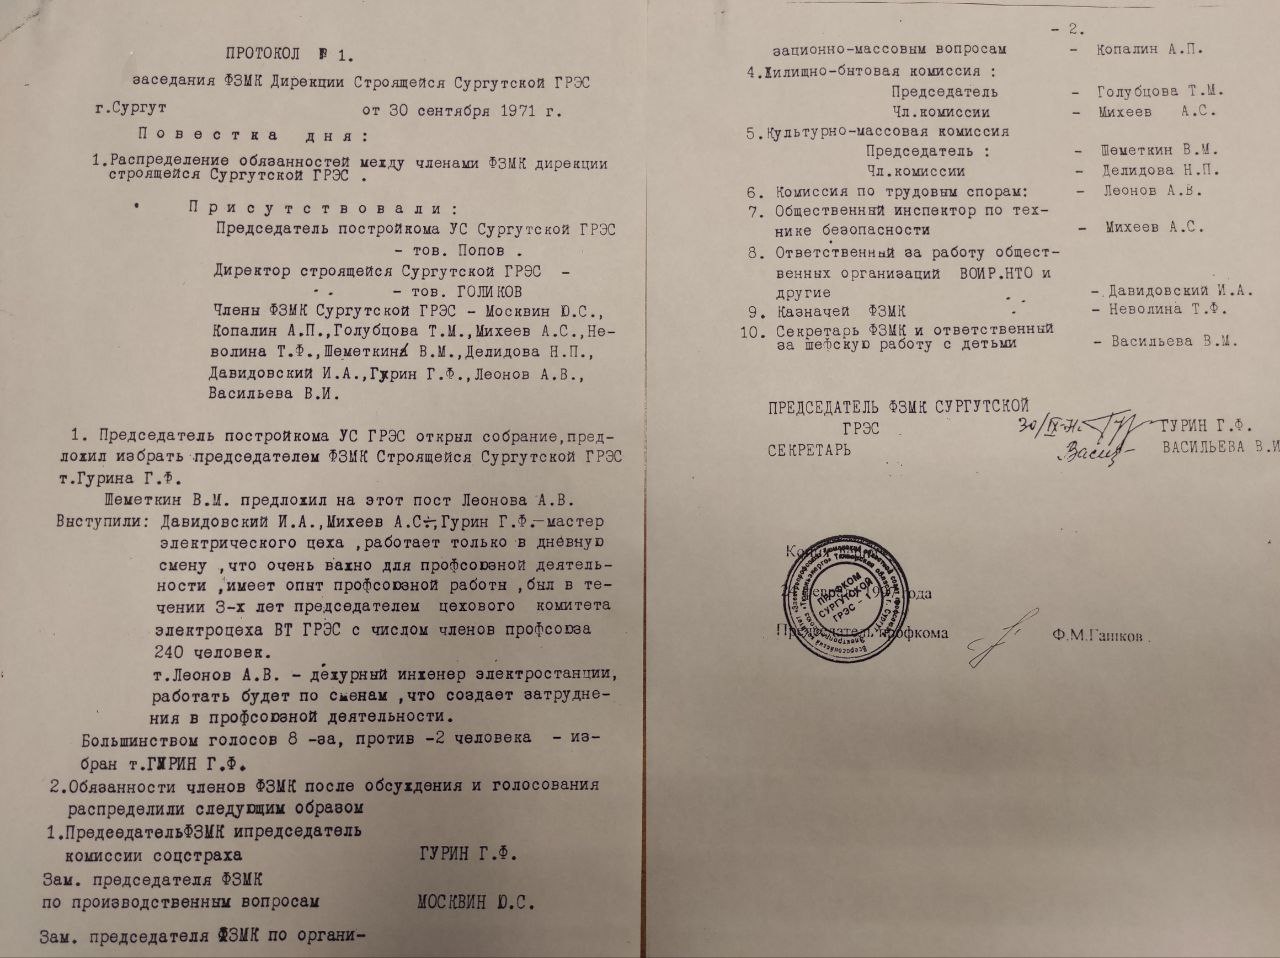 ПРОТОКОЛ № 1.
заседания ФЗМК Дирекции Строящейся Сургутской ГРЭС
г.Сургут от 30 сентября 1971 г.
П о в е с т к а д н я :
1.Распределение обязанностей между членами ФЗМК дирекции
строящейся Сургутской ГРЭС .
П р и с у т с т в о в а л и :
Председатель постройкома УС Сургутской ГРЭС
- тов. Попов .
Директор строящейся Сургутской ГРЭС -
- тов. ГОЛИКОВ
Члены ФЗМК Сургутской ГРЭС - Москвин Ю.С.,
Копалин А.П.,Голубцова Т.М.,Михеев А.С.,Не-
волина Т.Ф.,Шеметкин В.М.,Делидова Н.П.,
Давидовский И.А.,Гурин Г.Ф.,Леонов А.В.,
Васильева В.И.
1. Председатель постройкома УС ГРЭС открыл собрание,пред-
ложил избрать председателем ФЗМК Строящейся Сургутской ГРЭС
т.Гурина Г.Ф.
Шеметкин В.М. предложил на этот пост Леонова А.В.
Выступили: Давидовский И.А.,Михеев А.С-,Гурин Г.Ф.-мастер
электрического цеха ,работает только в дневную
смену ,что очень важно для профсоюзной деятель-
ности ,имеет опыт профсоюзной работы ,был в те-
чении 3-х лет председателем цехового комитета
электроцеха ВТ ГРЭС с числом членов профсоюза
240 человек.
т.Леонов А.В. - дежурный инженер электростанции,
работать будет по сменам ,что создает затрудне-
ния в профсоюзной деятельности.
Большинством голосов 8 -за, против -2 человека - из-
бран т.ГУРИН Г.Ф.
2.Обязанности членов ФЗМК после обсуждения и голосования
распределили следующим образом
1.ПредеедательФЗМК ипредседатель
комиссии соцстраха ГУРИН Г.Ф.
Зам. председателя ФЗМК
по производственным вопросам МОСКВИН Ю.С.
Зам. председателя ФЗМК по органи-
- 2.
зационно-массовым вопросам - Копалин А.П.
4.Жилищно-бытовая комиссия :
Председатель - Голубцова Т.М.
Чл.комиссии - Михеев А.С.
5.Культурно-массовая комиссия
Председатель : - Шеметкин В.М.
Чл.комиссии - Делидова Н.П.
6. Комиссия по трудовым спорам: - Леонов А.В.
7. Общественный инспектор по тех-
нике безопасности - Михеев А.С.
8. Ответственный за работу общест-
венных организаций ВОИР.НТО и
другие -.Давидовский И.А.
9. Казначей ФЗМК - Неволина Т.Ф.
10. Секретарь ФЗМК и ответственный
за шефскую работу с детьми - Васильева В.М.
ПРЕДСЕДАТЕЛЬ ФЗМК СУРГУТСКОЙ
ГРЭС 30/IX-71. ГУРИН Г.Ф.
СЕКРЕТАРЬ Васи ВАСИЛЬЕВА В.И
ПРОФКОМ
СУРГУТСКОЙ
ГРЭС - 1
года
Председатель профкома Ф.М.Гашков .